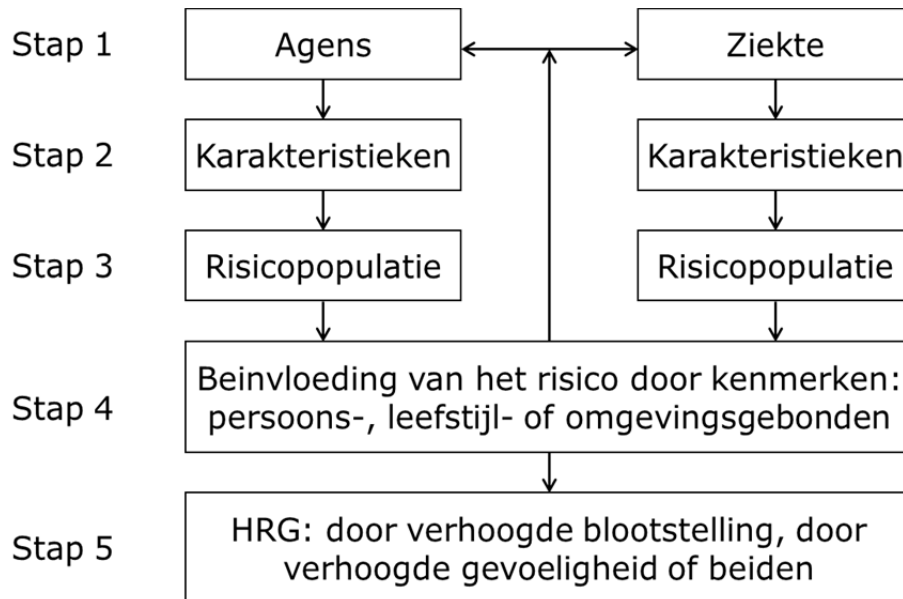 Stap 1
Agens
Ziekte
Stap 2
Karakteristieken
Karakteristieken
Stap 3
Risicopopulatie
Risicopopulatie
Stap 4
Beinvloeding van het risico door kenmerken:
persoons-, leefstijl- of omgevingsgebonden
Stap 5
HRG: door verhoogde blootstelling, door
verhoogde gevoeligheid of beiden